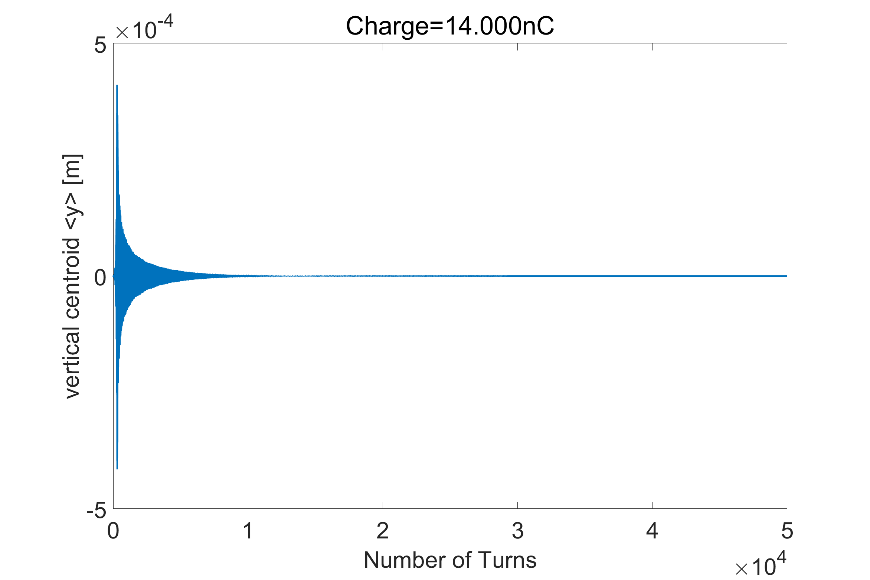 Charge=14.000nC
×10⁻⁴
5
0
-5
vertical centroid <y> [m]
0 1 2 3 4 5
Number of Turns
×10⁴